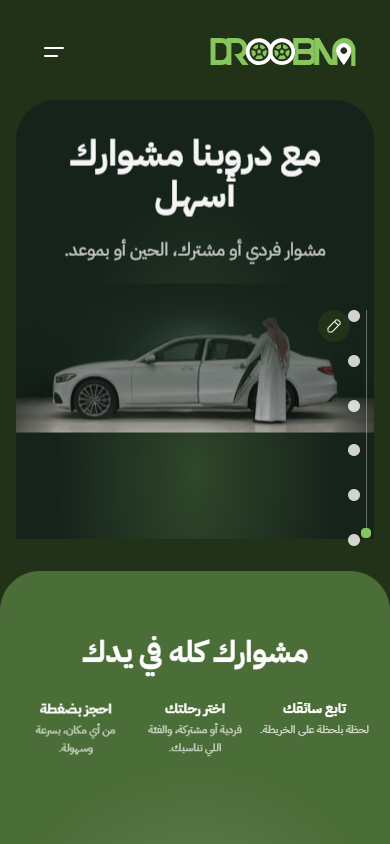 DROOBNA
مع دروبنا مشوارك
أسهل
مشوار فردي أو مشترك، الحين أو بموعد.
مشوارك كله في يدك
تابع سائقك
لحظة بلحظة على الخريطة.
اختر رحلتك
فردية أو مشتركة، والفئة
اللي تناسبك.
احجز بضغطة
من أي مكان، بسرعة
وسهولة.